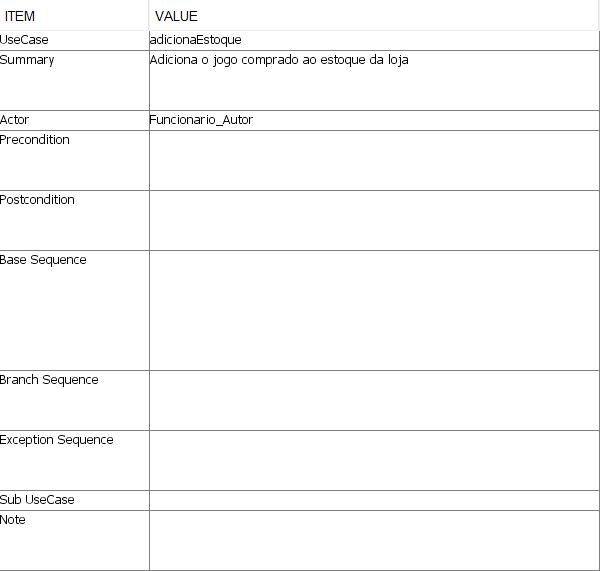 ITEM VALUE
UseCase adicionaEstoque
Summary Adiciona o jogo comprado ao estoque da loja
Actor Funcionario_Autor
Precondition
Postcondition
Base Sequence
Branch Sequence
Exception Sequence
Sub UseCase
Note